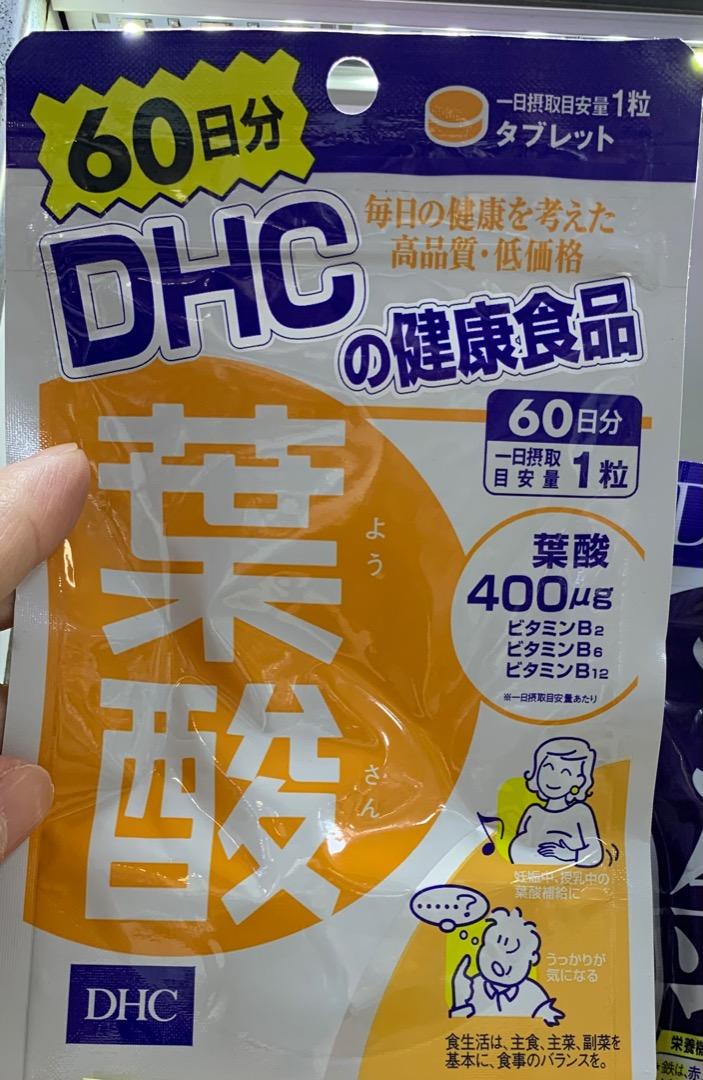 60日分
一日摂取目安量1粒
タブレット
毎日の健康を考えた
高品質・低価格
DHC
の健康食品
60日分
一日摂取
目安量 1粒
葉酸
ようさん
葉酸
400μg
ビタミンB2
ビタミンB6
ビタミンB12
※一日摂取目安量あたり
妊娠中、授乳中の
葉酸補給に
……?
うっかりが
気になる
DHC
食生活は、主食、主菜、副菜を
基本に、食事のバランスを。
栄養機
鉄は、赤